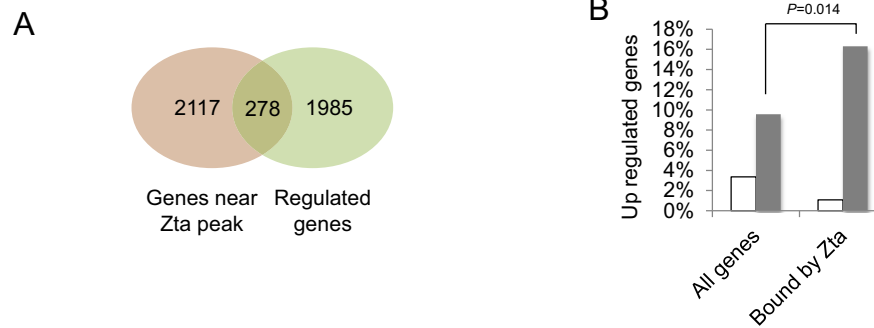 A
2117 278 1985
Genes near
Zta peak
Regulated
genes
B
P=0.014
Up regulated genes
18%
16%
14%
12%
10%
8%
6%
4%
2%
0%
All genes
Bound by Zta